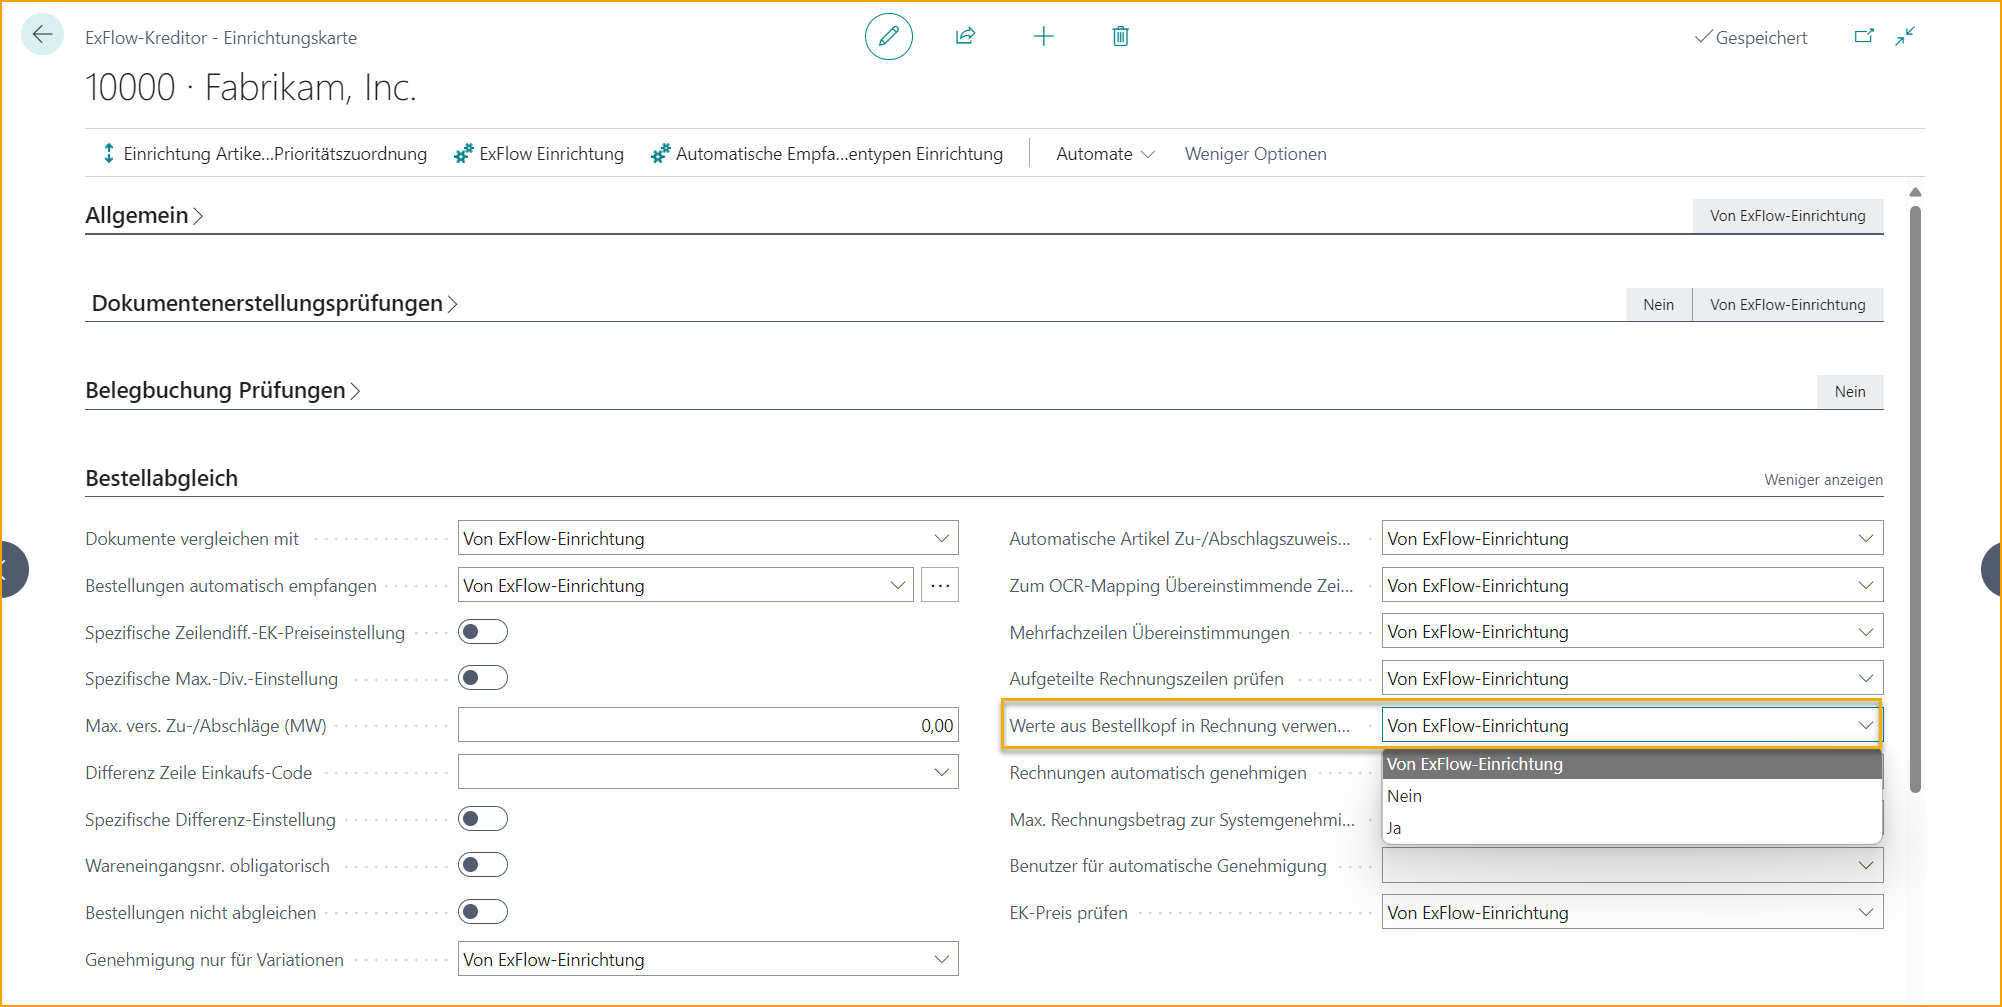 ExFlow-Kreditor - Einrichtungskarte
Gespeichert
10000 · Fabrikam, Inc.
Einrichtung Artike...Prioritätszuordnung
ExFlow Einrichtung
Automatische Empfa...entypen Einrichtung
Automate
Weniger Optionen
Allgemein
Von ExFlow-Einrichtung
Dokumentenerstellungsprüfungen
Nein
Von ExFlow-Einrichtung
Belegbuchung Prüfungen
Nein
Bestellabgleich
Weniger anzeigen
Dokumente vergleichen mit
Von ExFlow-Einrichtung
Bestellungen automatisch empfangen
Von ExFlow-Einrichtung
...
Spezifische Zeilendiff.-EK-Preiseinstellung
Spezifische Max.-Div.-Einstellung
Max. vers. Zu-/Abschläge (MW)
0,00
Differenz Zeile Einkaufs-Code
Spezifische Differenz-Einstellung
Wareneingangsnr. obligatorisch
Bestellungen nicht abgleichen
Genehmigung nur für Variationen
Von ExFlow-Einrichtung
Automatische Artikel Zu-/Abschlagszuweis...
Von ExFlow-Einrichtung
Zum OCR-Mapping Übereinstimmende Zei...
Von ExFlow-Einrichtung
Mehrfachzeilen Übereinstimmungen
Von ExFlow-Einrichtung
Aufgeteilte Rechnungszeilen prüfen
Von ExFlow-Einrichtung
Werte aus Bestellkopf in Rechnung verwen...
Von ExFlow-Einrichtung
Von ExFlow-Einrichtung
Nein
Ja
Rechnungen automatisch genehmigen
Max. Rechnungsbetrag zur Systemgenehmi...
Benutzer für automatische Genehmigung
EK-Preis prüfen
Von ExFlow-Einrichtung